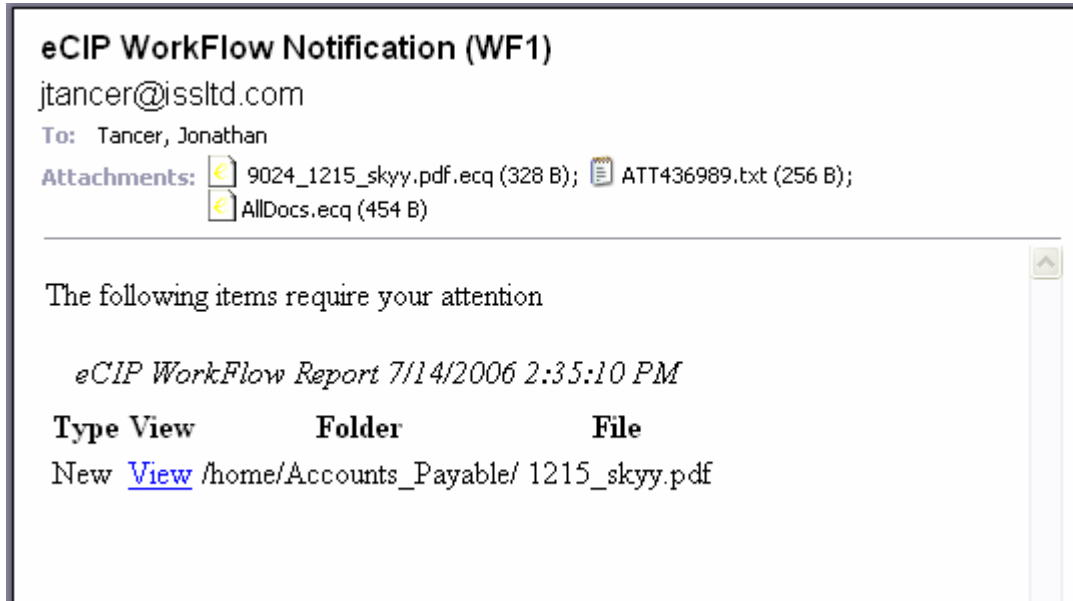 eCIP WorkFlow Notification (WF1)
jtancer@issltd.com
To: Tancer, Jonathan
Attachments: 9024_1215_skyy.pdf.ecq (328 B); ATT436989.txt (256 B);
AllDocs.ecq (454 B)
The following items require your attention
eCIP WorkFlow Report 7/14/2006 2:35:10 PM
Type View Folder File
New View /home/Accounts_Payable/ 1215_skyy.pdf